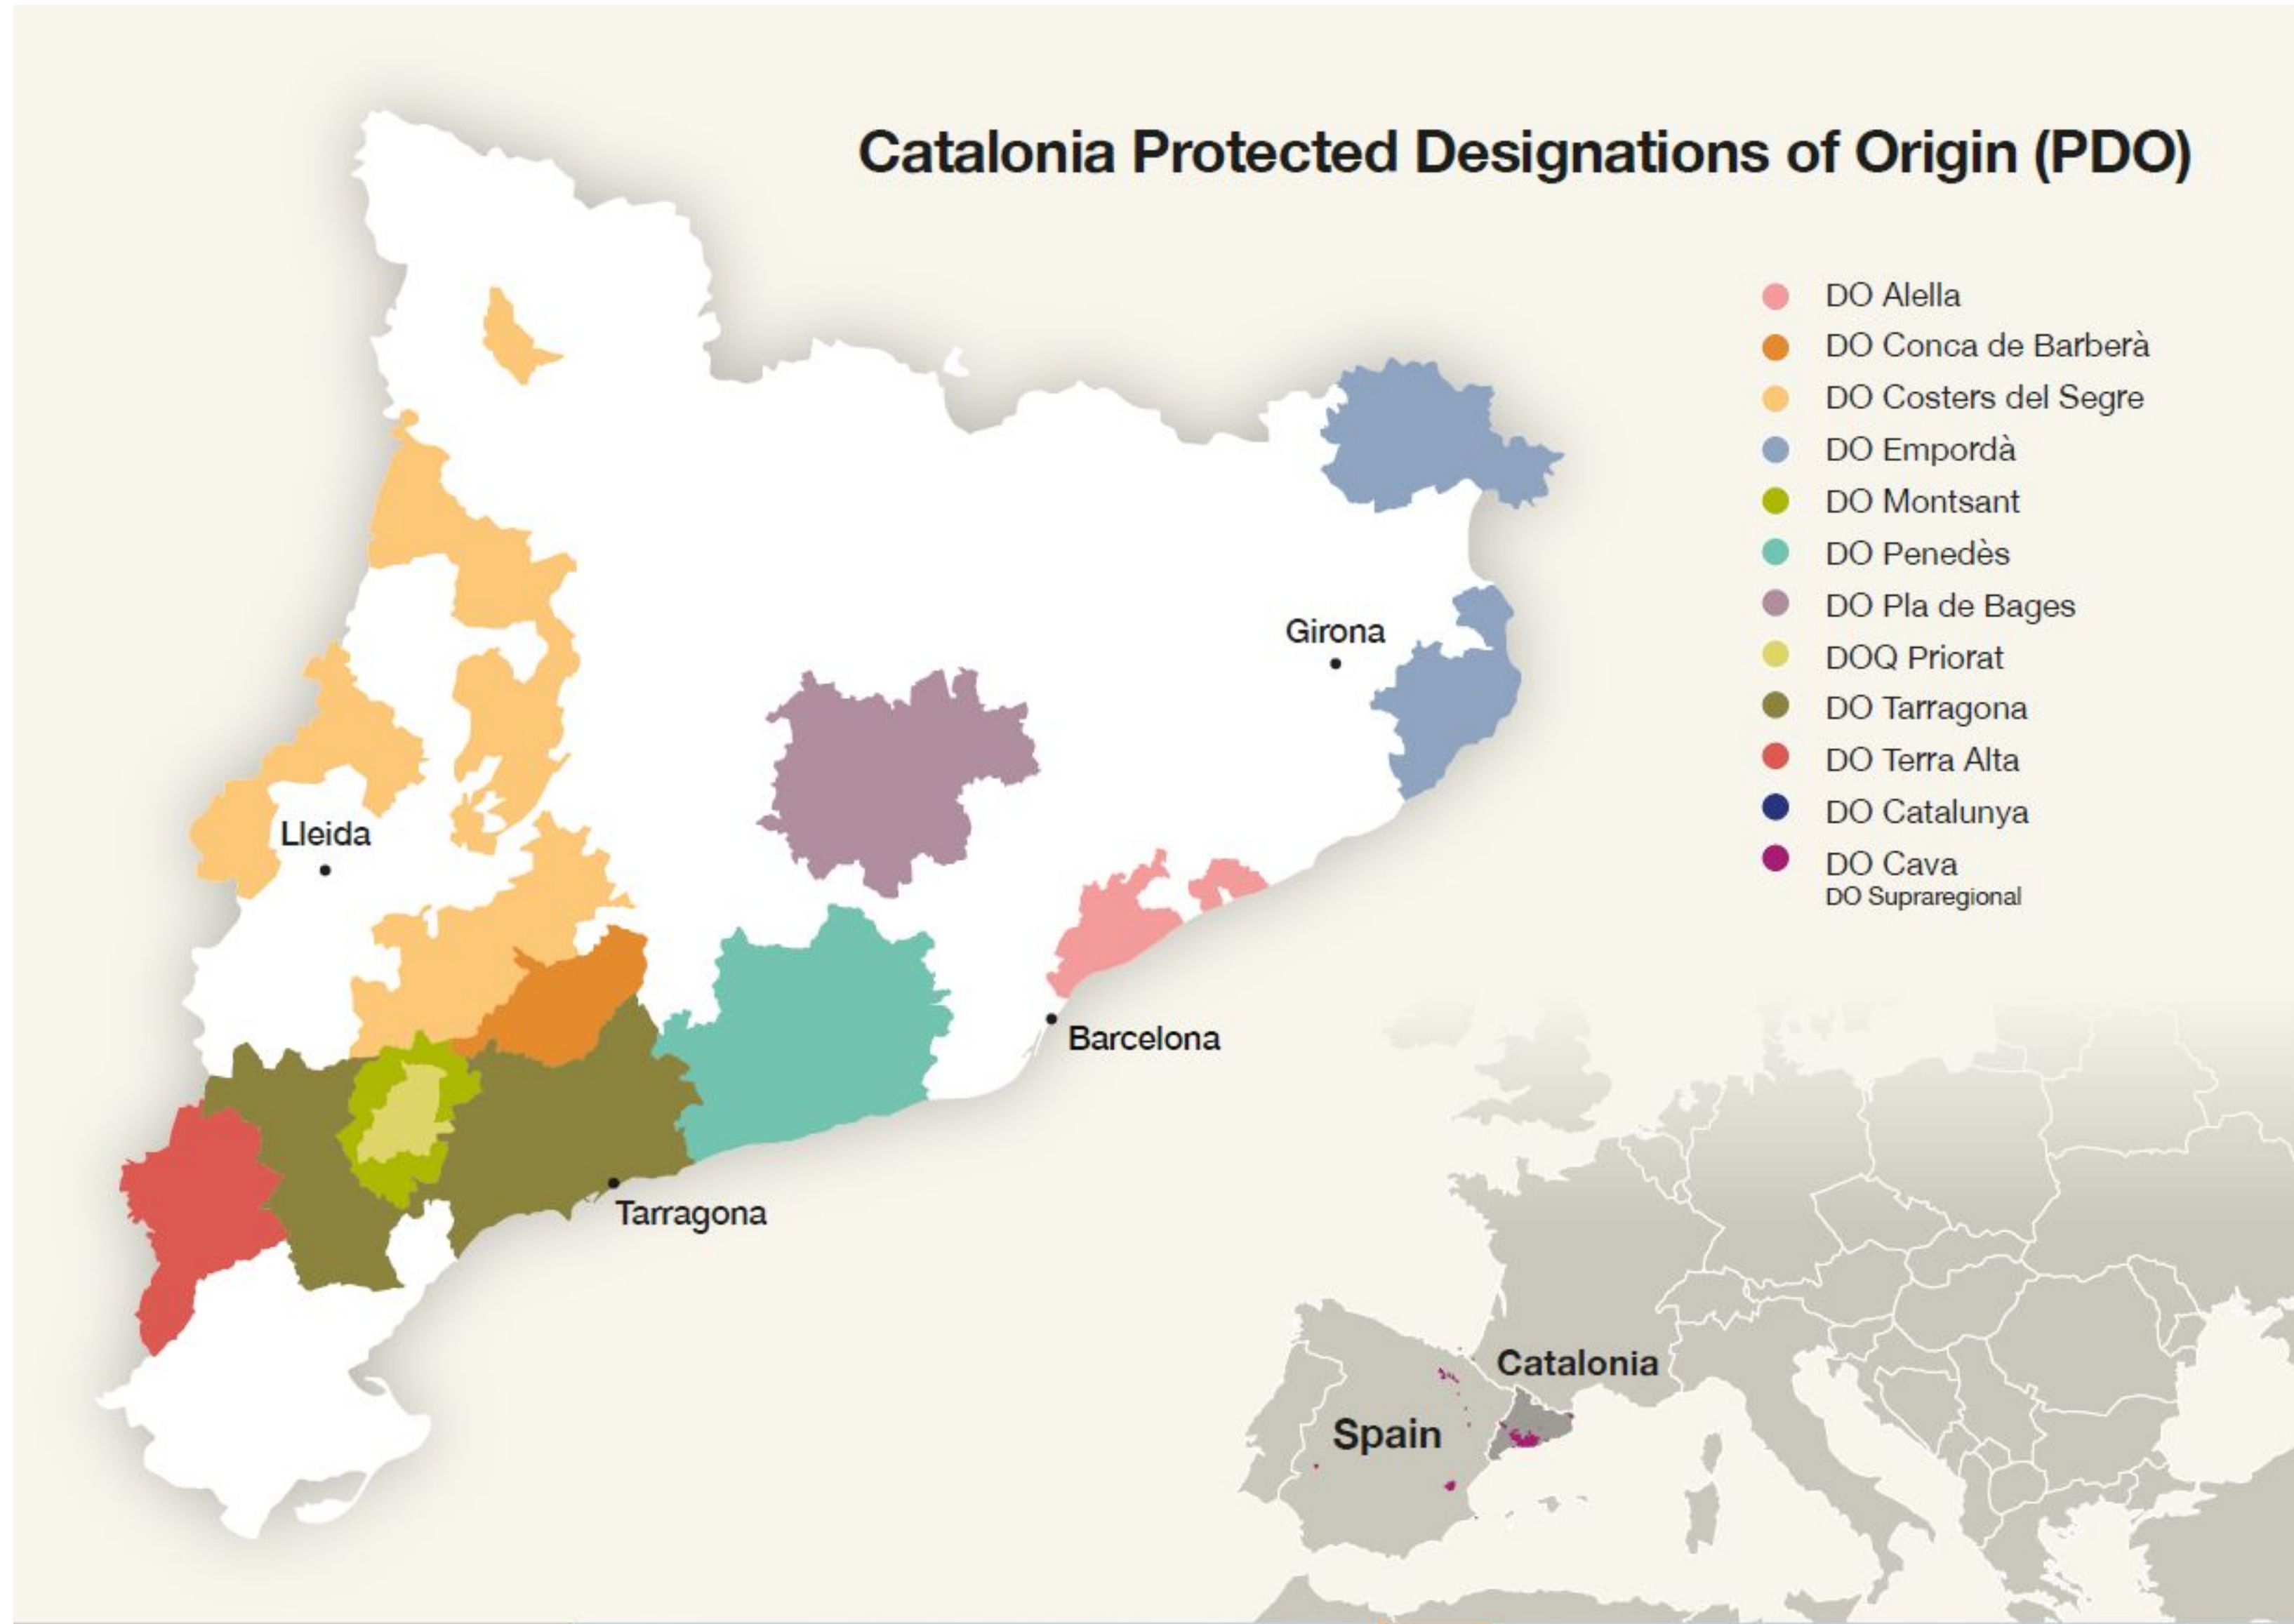 Catalonia Protected Designations of Origin (PDO)
DO Alella
DO Conca de Barberà
DO Costers del Segre
DO Empordà
DO Montsant
DO Penedès
DO Pla de Bages
DOQ Priorat
DO Tarragona
DO Terra Alta
DO Catalunya
DO Cava
DO Supraregional
Girona
Lleida
Barcelona
Tarragona
Catalonia
Spain